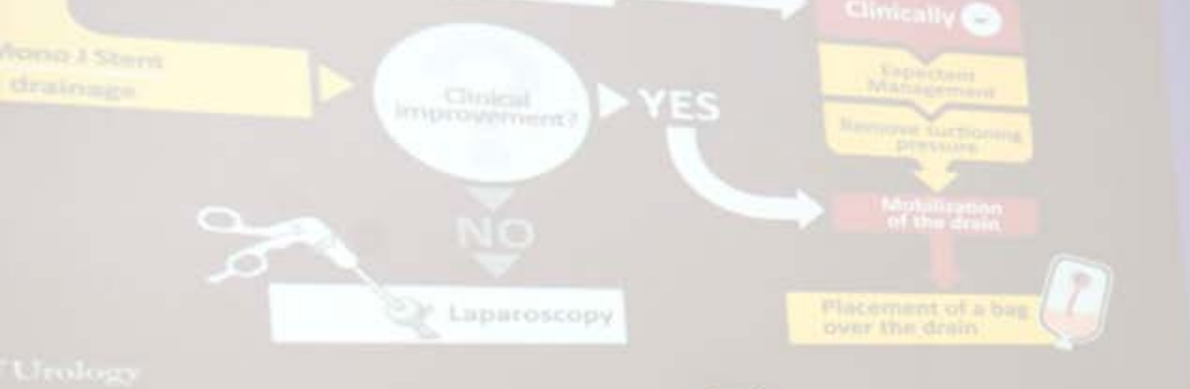 Clinically
Mono J Stent
drainage
Clinical
improvement?
YES
Expectant
Management
Remove suctioning
pressure
Mobilization
of the drain
NO
Laparoscopy
Placement of a bag
over the drain
Urology